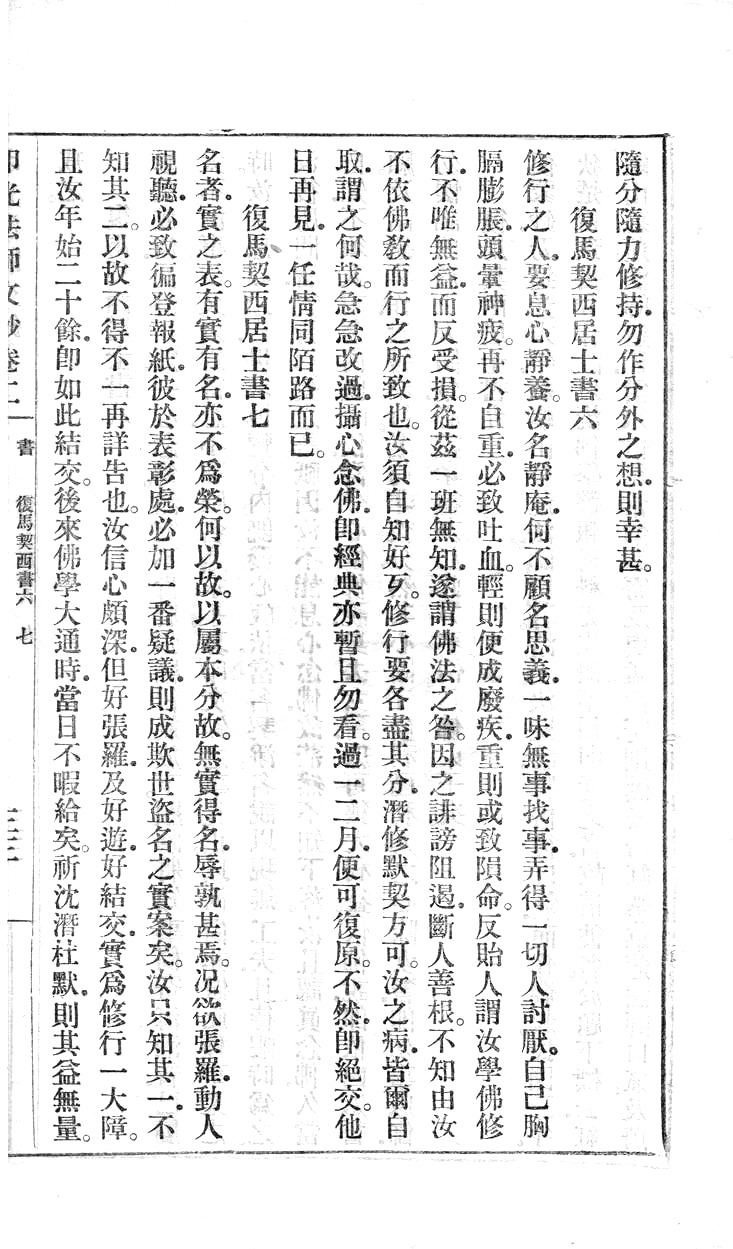 隨分隨力修持.勿作分外之想.則幸甚。
復馬契西居士書六
修行之人.要息心靜養。汝名靜庵.何不顧名思義.一味無事找事.弄得一切人討厭。自己胸
膈膨脹.頭暈神疲。再不自重.必致吐血。輕則便成廢疾.重則或致隕命。反貽人謂汝學佛修
行.不唯無益.而反受損。從茲一班無知.遂謂佛法之咎。因之誹謗阻遏.斷人善根。不知由汝
不依佛教而行之所致也。汝須自知好歹。修行要各盡其分.潛修默契方可。汝之病.皆爾自
取.謂之何哉。急急改過.攝心念佛.卽經典亦暫且勿看。過一二月.便可復原。不然.卽絕交。他
日再見.一任情同陌路而已。
復馬契西居士書七
名者.實之表。有實有名.亦不爲榮。何以故。以屬本分故。無實得名.辱孰甚焉。况欲張羅.動人
視聽.必致徧登報紙.彼於表彰處.必加一番疑議.則成欺世盜名之實案矣。汝只知其一.不
知其二。以故不得不一再詳告也。汝信心頗深。但好張羅.及好遊.好結交.實爲修行一大障。
且汝年始二十餘.卽如此結交。後來佛學大通時.當日不暇給矣。祈沈潛杜默.則其益無量。
印光法師文鈔卷二
書
復馬契西書六 七